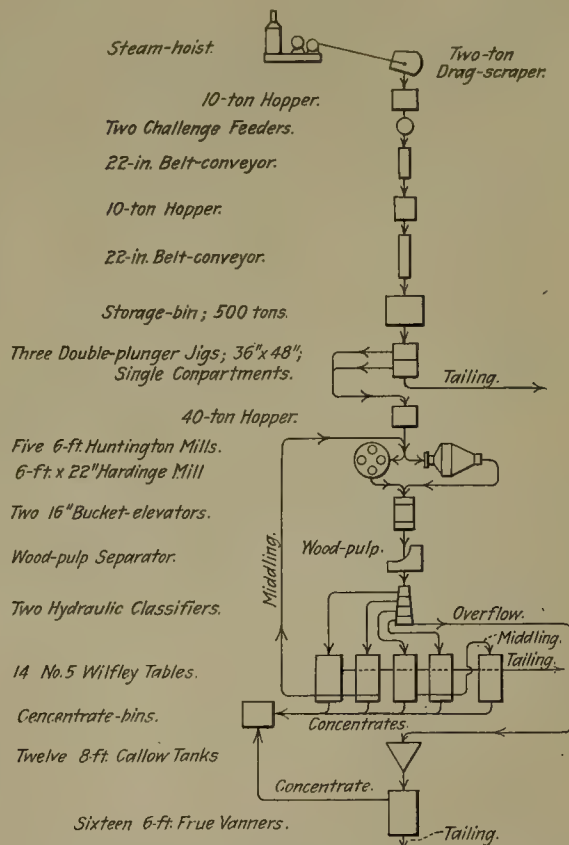 Steam-hoist.
Two-ton
Drag-scraper.
10-ton Hopper.
Two Challenge Feeders.
22-in. Belt-conveyor.
10-ton Hopper.
22-in. Belt-conveyor.
Storage-bin; 500 tons.
Three Double-plunger Jigs; 36"x 48";
Single Conpartments.
Tailing.
40-ton Hopper.
Five 6-ft. Huntington Mills.
6-ft. x 22" Hardinge Mill
Two 16" Bucket-elevators.
Middling.
Wood-pulp.
Wood-pulp Separator.
Two Hydraulic Classifiers.
Overflow.
Middling.
Tailing.
14 No. 5 Wilfley Tables.
Cencentrate-bins.
Concentrates.
Twelve 8-ft. Callow Tanks
Concentrate.
Sixteen 6-ft. Frue Vanners.
Tailing.